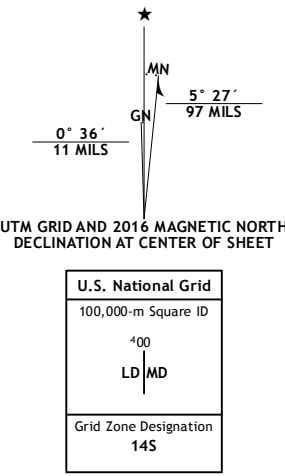 ★
MN
GN
5° 27´
97 MILS
0° 36´
11 MILS
UTM GRID AND 2016 MAGNETIC NORTH
DECLINATION AT CENTER OF SHEET
U.S. National Grid
100,000-m Square ID
⁴00
LD MD
Grid Zone Designation
14S